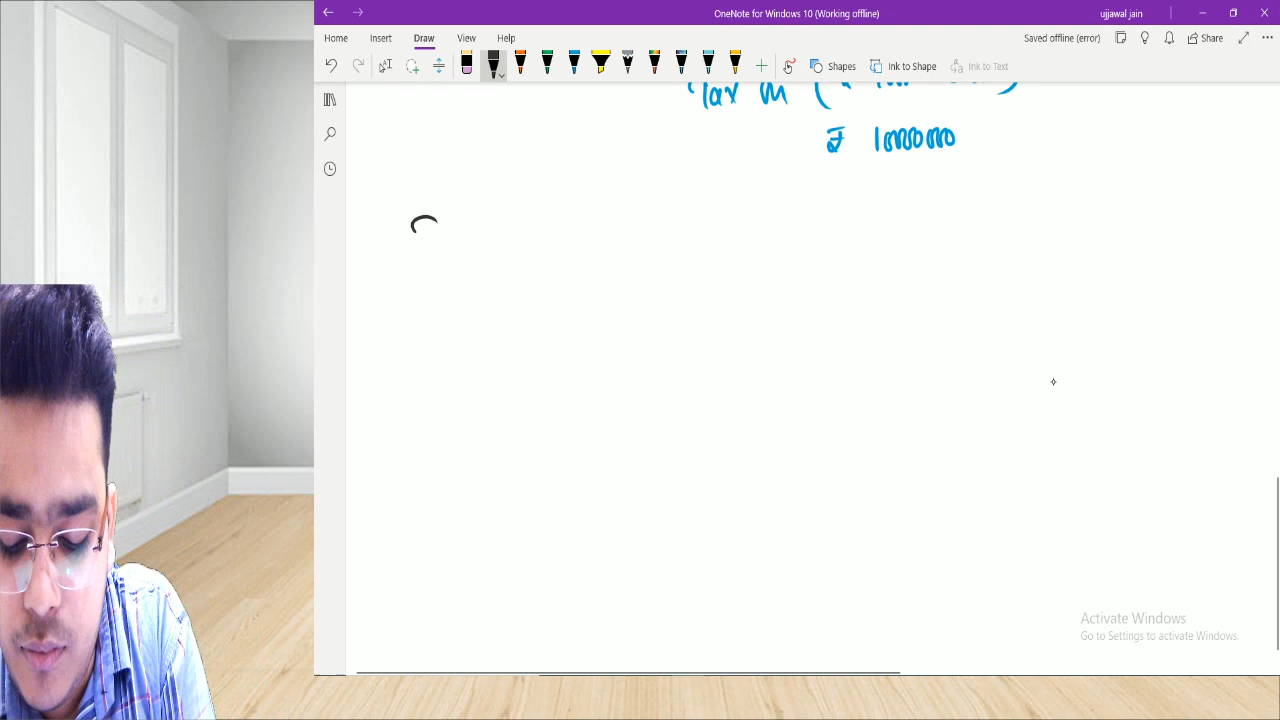 OneNote for Windows 10 (Working offline)
ujjawal jain
Home Insert Draw View Help
Saved offline (error)
Share
Shapes
Ink to Shape
Ink to Text
Tax
₹
Activate Windows
Go to Settings to activate Windows.